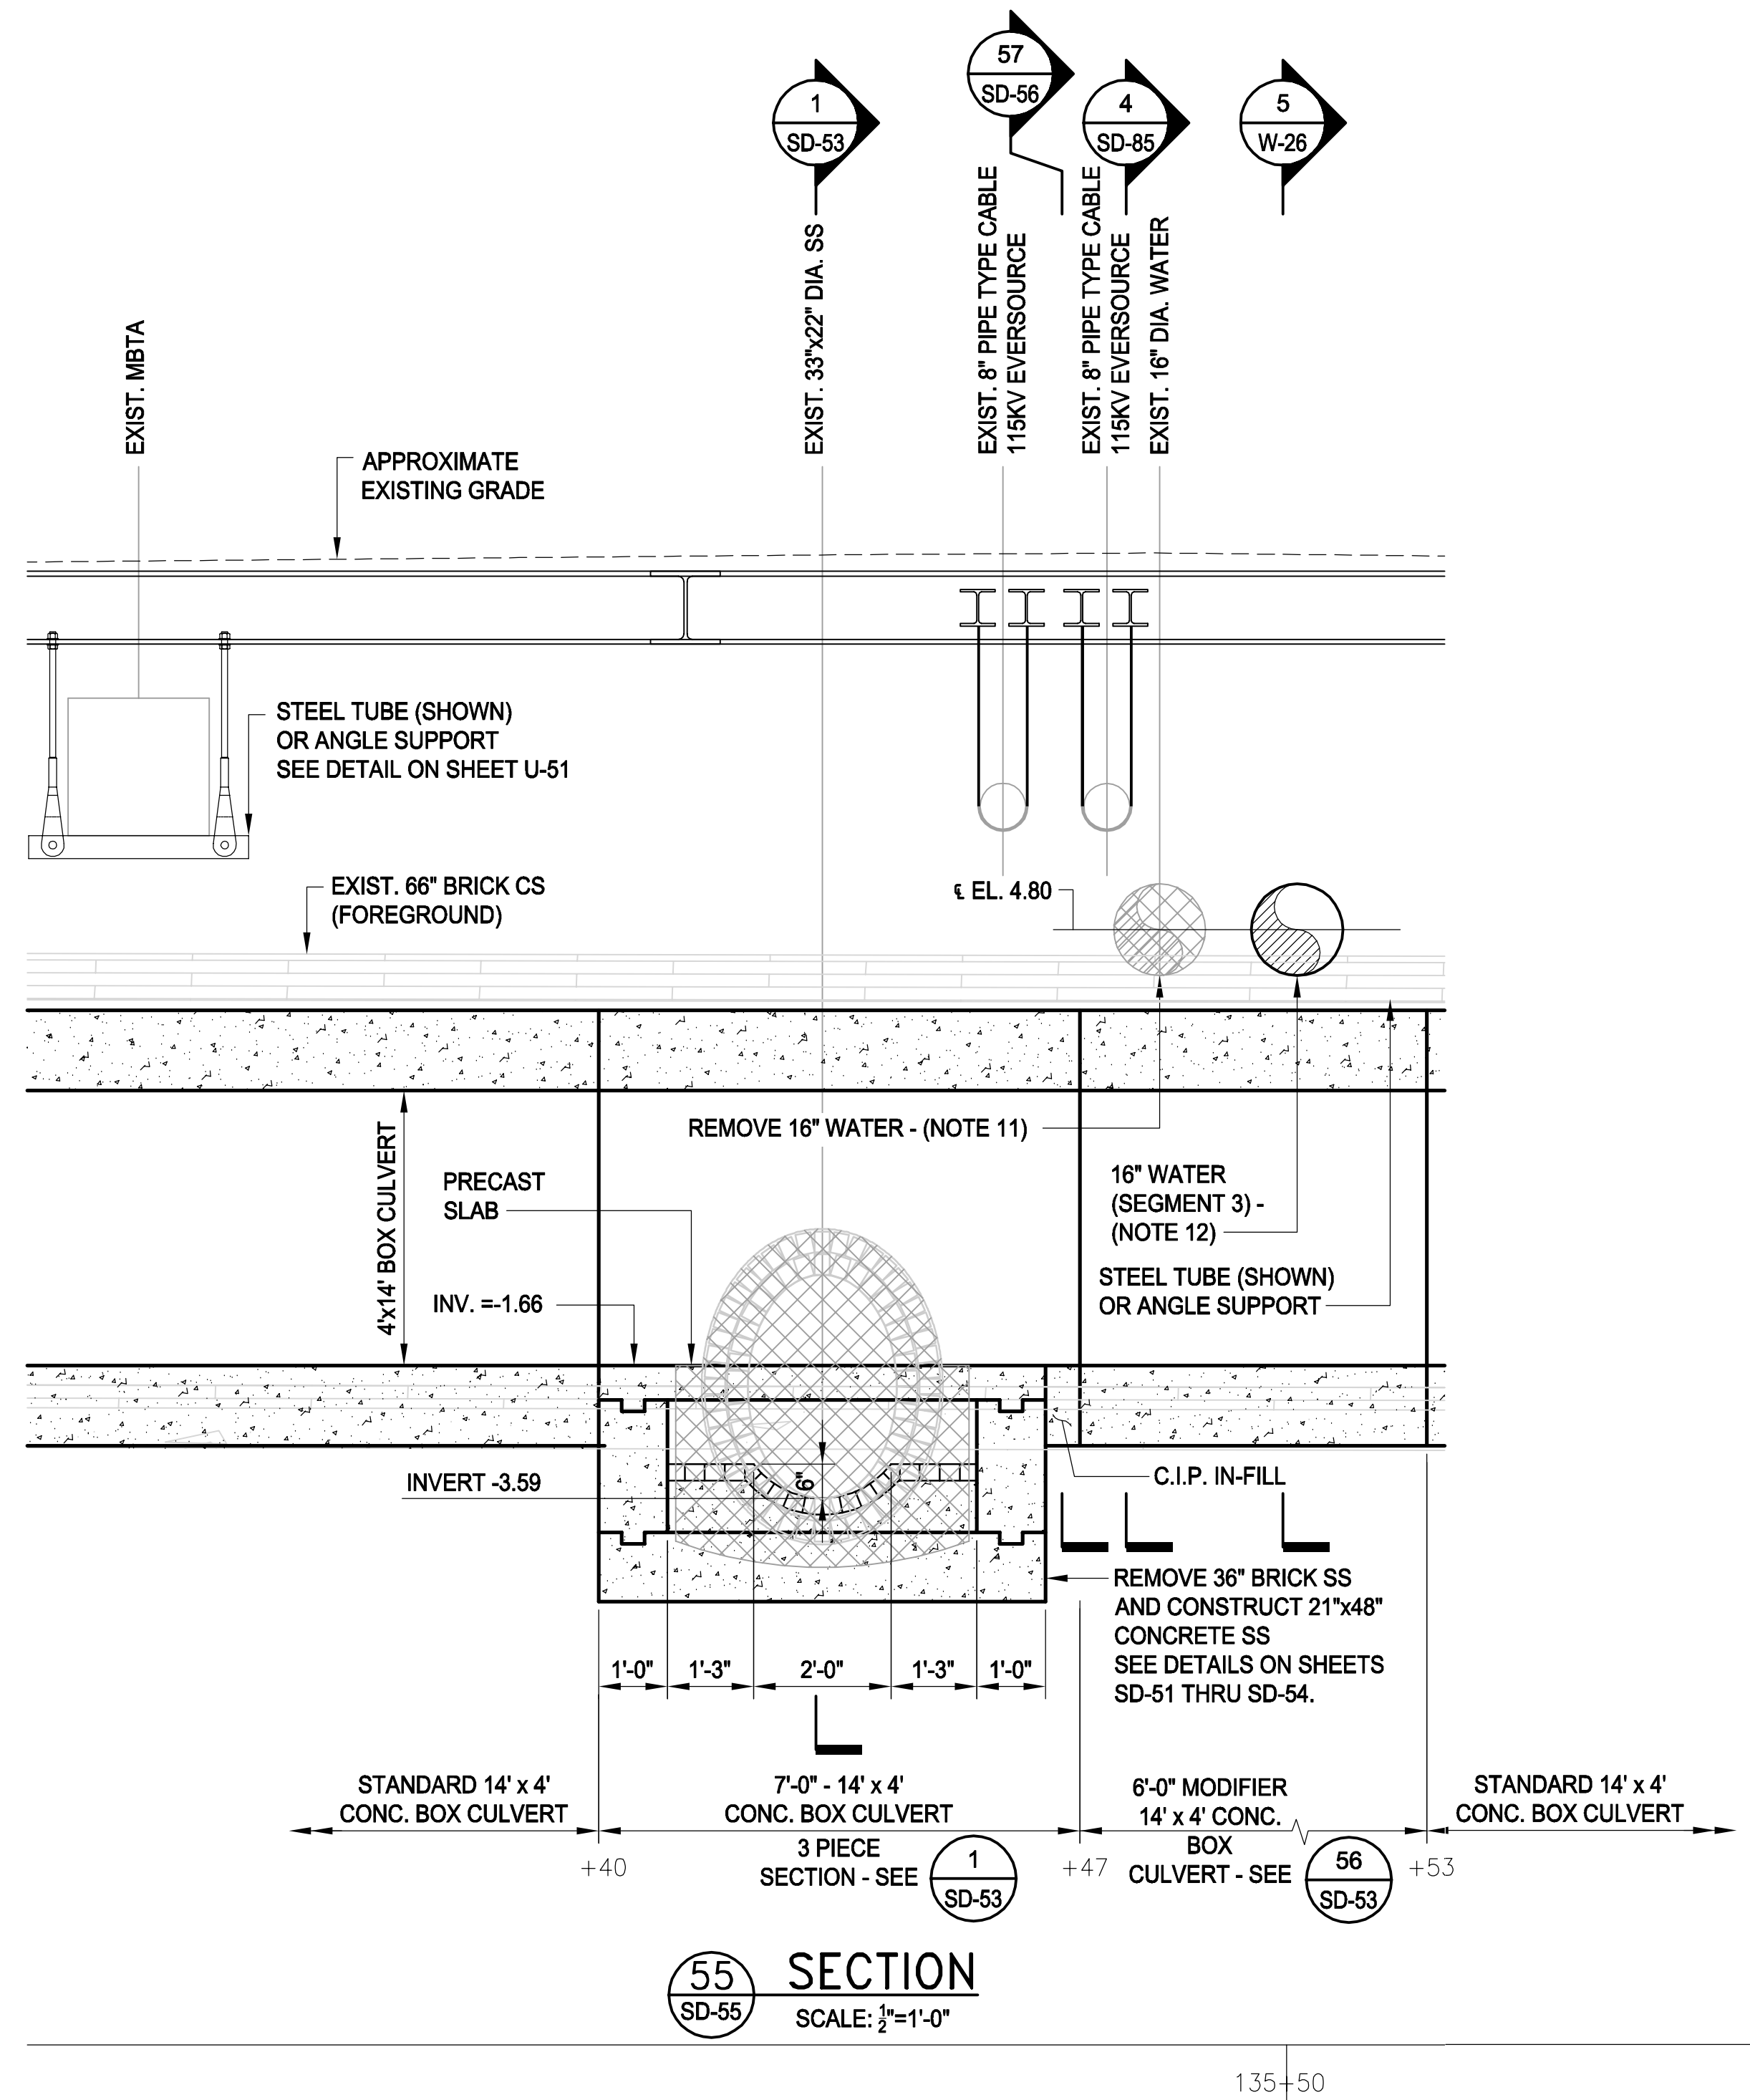 57
SD-56
1
SD-53
4
SD-85
5
W-26
EXIST. MBTA
EXIST. 33"x22" DIA. SS
EXIST. 8" PIPE TYPE CABLE
115KV EVERSOURCE
EXIST. 8" PIPE TYPE CABLE
115KV EVERSOURCE
EXIST. 16" DIA. WATER
APPROXIMATE
EXISTING GRADE
STEEL TUBE (SHOWN)
OR ANGLE SUPPORT
SEE DETAIL ON SHEET U-51
EXIST. 66" BRICK CS
(FOREGROUND)
℄ EL. 4.80
REMOVE 16" WATER - (NOTE 11)
4'x14' BOX CULVERT
PRECAST
SLAB
16" WATER
(SEGMENT 3) -
(NOTE 12)
STEEL TUBE (SHOWN)
OR ANGLE SUPPORT
INV. =-1.66
INVERT -3.59
6"
C.I.P. IN-FILL
REMOVE 36" BRICK SS
AND CONSTRUCT 21"x48"
CONCRETE SS
SEE DETAILS ON SHEETS
SD-51 THRU SD-54.
1'-0" 1'-3" 2'-0" 1'-3" 1'-0"
STANDARD 14' x 4'
CONC. BOX CULVERT
7'-0" - 14' x 4'
CONC. BOX CULVERT
3 PIECE
SECTION - SEE
1
SD-53
6'-0" MODIFIER
14' x 4' CONC.
BOX
CULVERT - SEE
56
SD-53
STANDARD 14' x 4'
CONC. BOX CULVERT
+40
+47
+53
55
SD-55
SECTION
SCALE: 1/2"=1'-0"
135+50